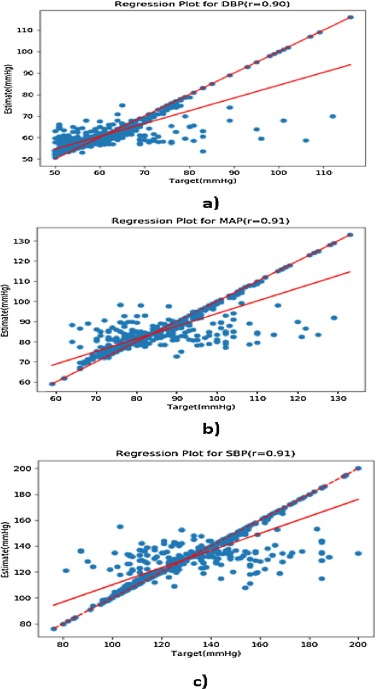 Regression Plot for DBP(r=0.90)
Estimate(mmHg)
110
100
90
80
70
60
50
50 60 70 80 90 100 110
Target(mmHg)
a)
Regression Plot for MAP(r=0.91)
Estimate(mmHg)
130
120
110
100
90
80
70
60
60 70 80 90 100 110 120 130
Target(mmHg)
b)
Regression Plot for SBP(r=0.91)
Estimate(mmHg)
200
180
160
140
120
100
80
80 100 120 140 160 180 200
Target(mmHg)
c)